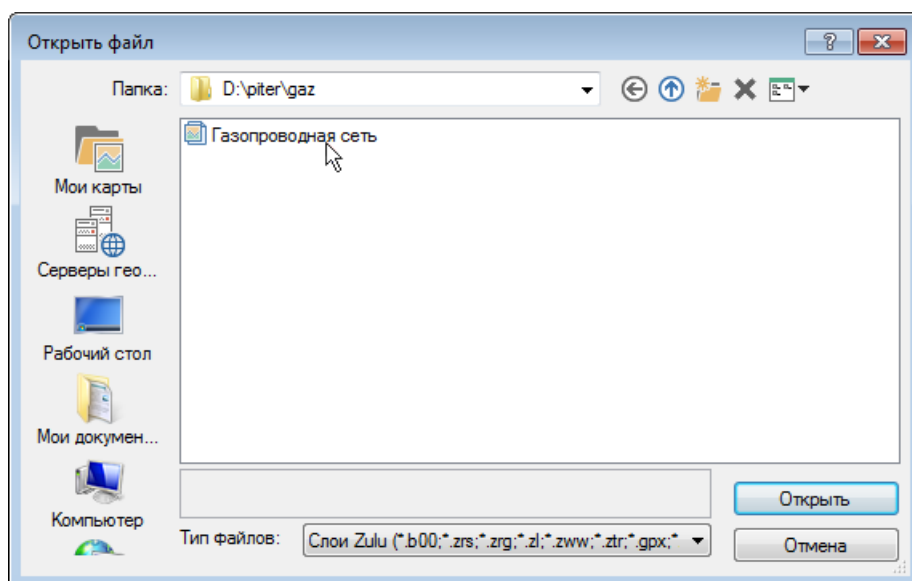 Открыть файл
Папка:
D:\piter\gaz
Газопроводная сеть
Мои карты
Серверы гео...
Рабочий стол
Мои докумен...
Компьютер
Открыть
Тип файлов:
Слои Zulu (*.b00;*.zrs;*.zrg;*.zl;*.zww;*.ztr;*.gpx;*
Отмена